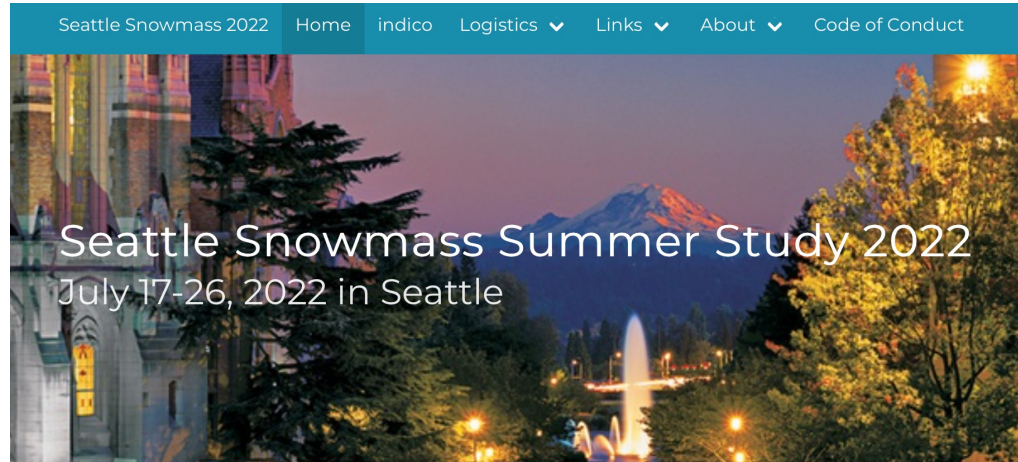 Seattle Snowmass 2022 Home indico Logistics Links About Code of Conduct
Seattle Snowmass Summer Study 2022
July 17-26, 2022 in Seattle